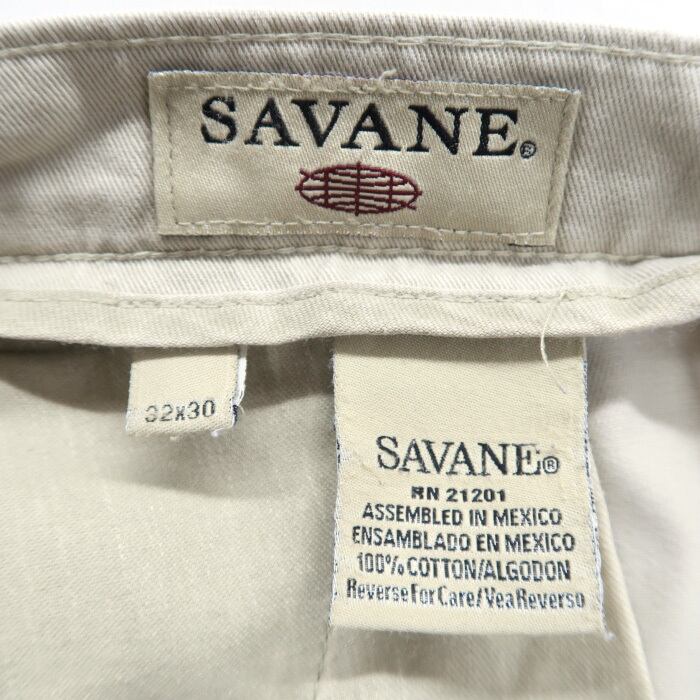 SAVANE®
32x30
SAVANE®
RN 21201
ASSEMBLED IN MEXICO
ENSAMBLADO EN MEXICO
100% COTTON/ALGODON
Reverse For Care/Vea Reverso